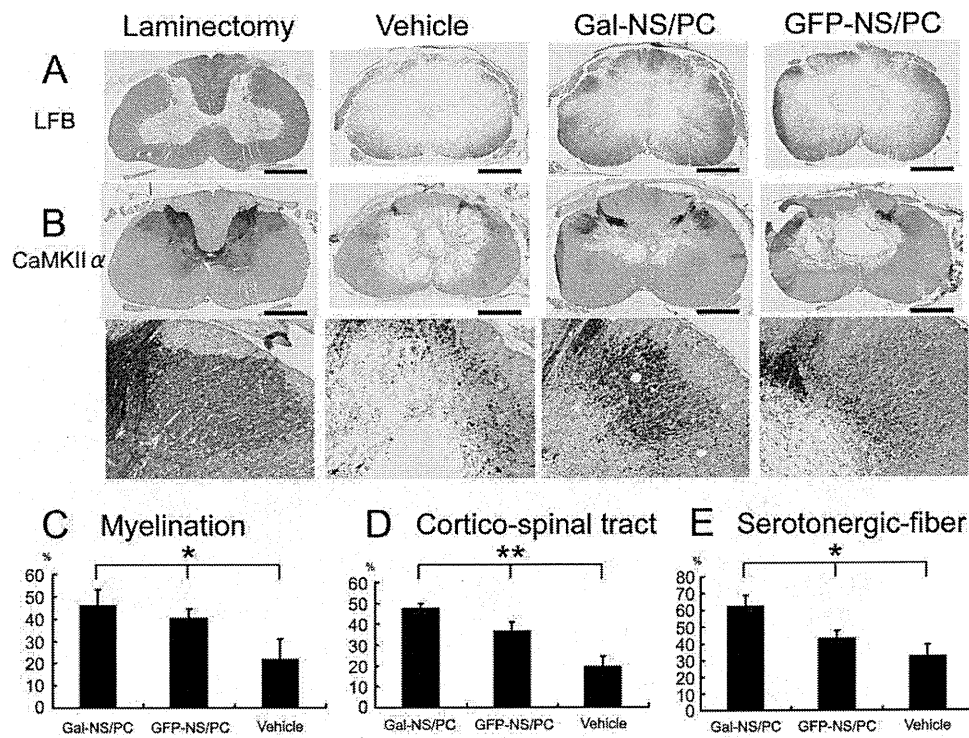 Laminectomy Vehicle Gal-NS/PC GFP-NS/PC
A
LFB
B
CaMKII α
C Myelination
%
*
60
50
40
30
20
10
0
Gal-NS/PC GFP-NS/PC Vehicle
D Cortico-spinal tract
%
**
60
50
40
30
20
10
0
Gal-NS/PC GFP-NS/PC Vehicle
E Serotonergic-fiber
%
*
80
70
60
50
40
30
20
10
0
Gal-NS/PC GFP-NS/PC Vehicle